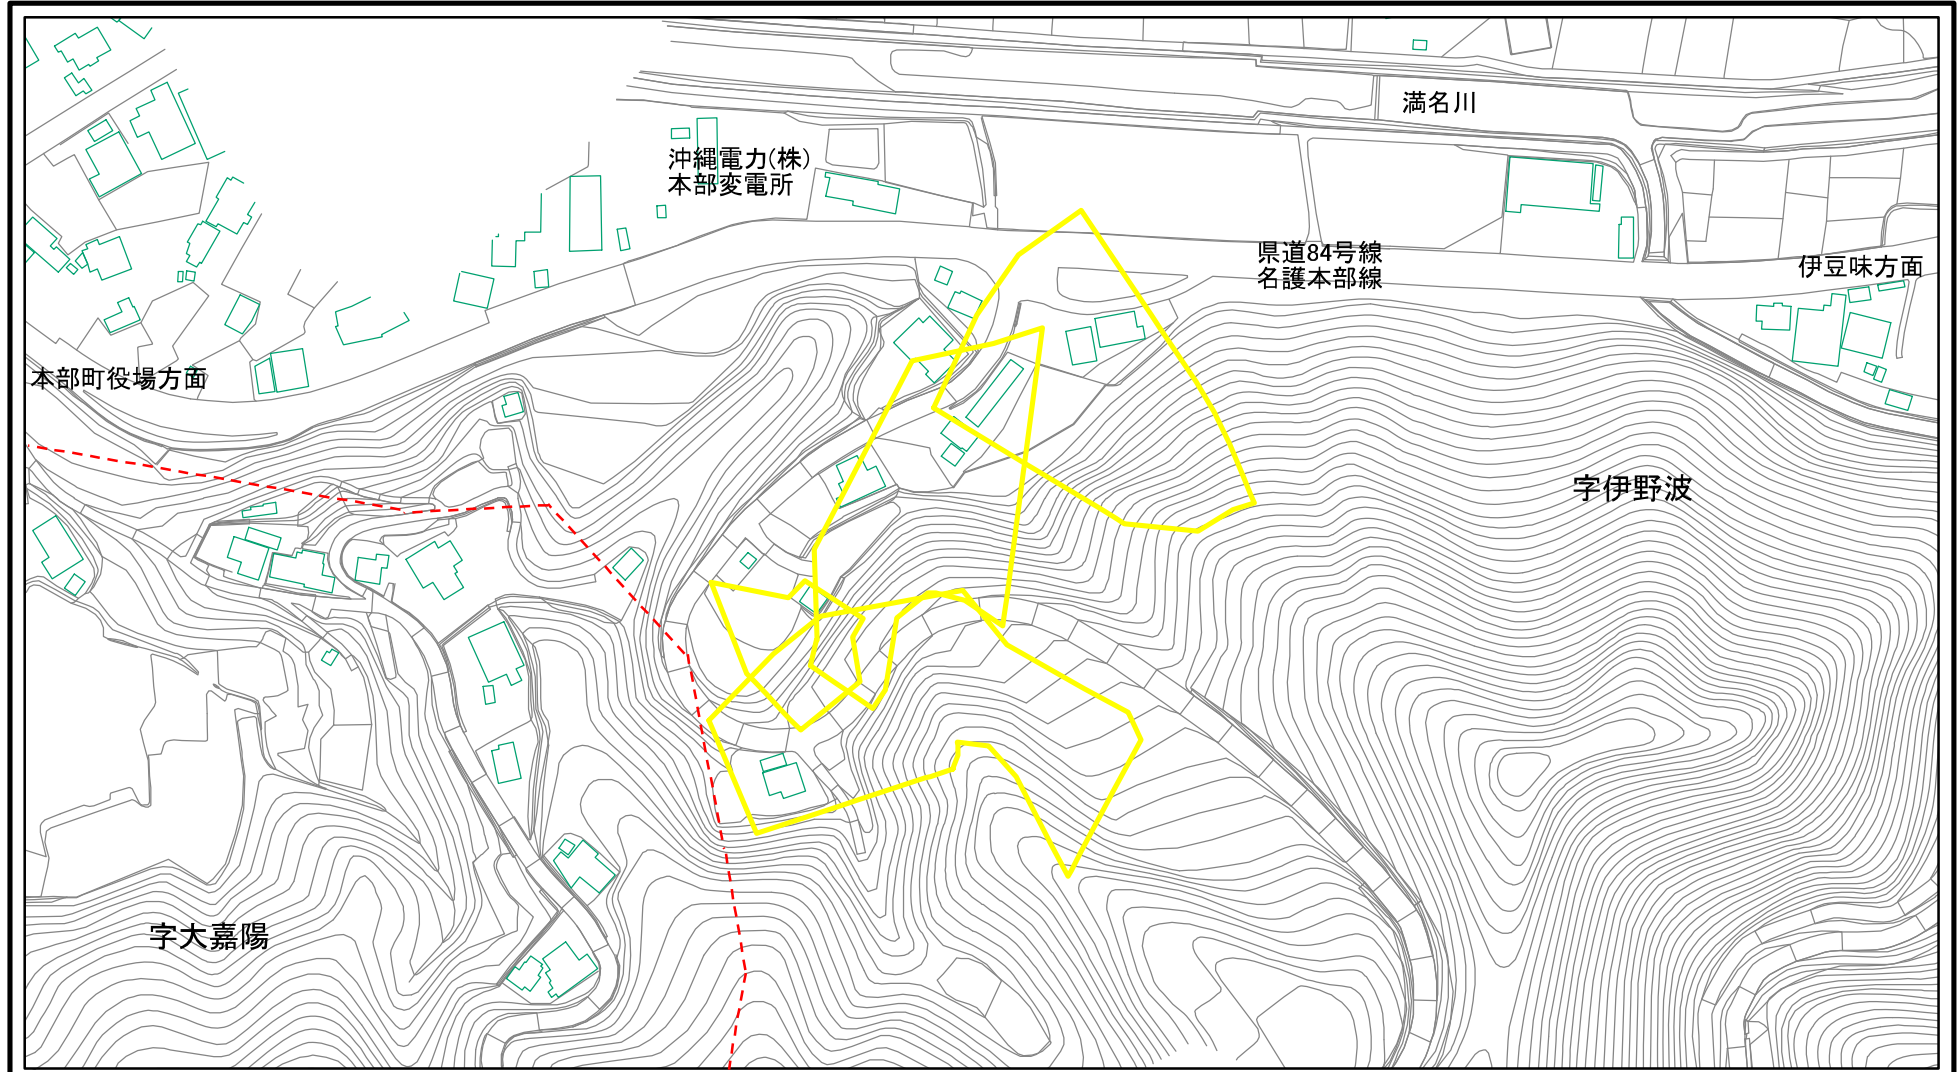 満名川
沖縄電力(株)
本部変電所
県道84号線
名護本部線
伊豆味方面
本部町役場方面
字伊野波
字大嘉陽